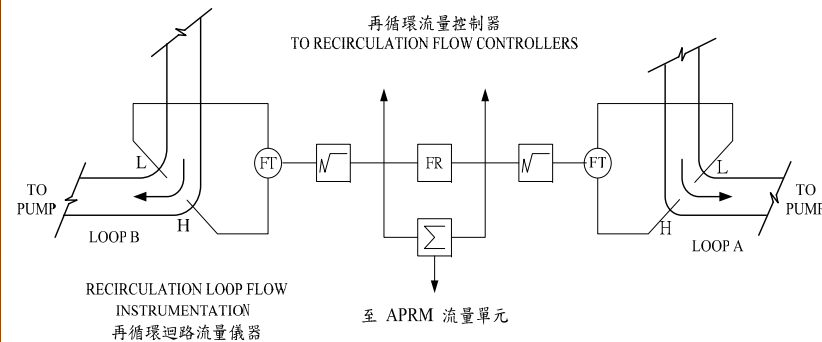 再循環流量控制器
TO RECIRCULATION FLOW CONTROLLERS
L
FT
√
FR
√
FT
L
TO
PUMP
H
LOOP B
Σ
TO
PUMP
H
LOOP A
RECIRCULATION LOOP FLOW
INSTRUMENTATION
再循環迴路流量儀器
至 APRM 流量單元